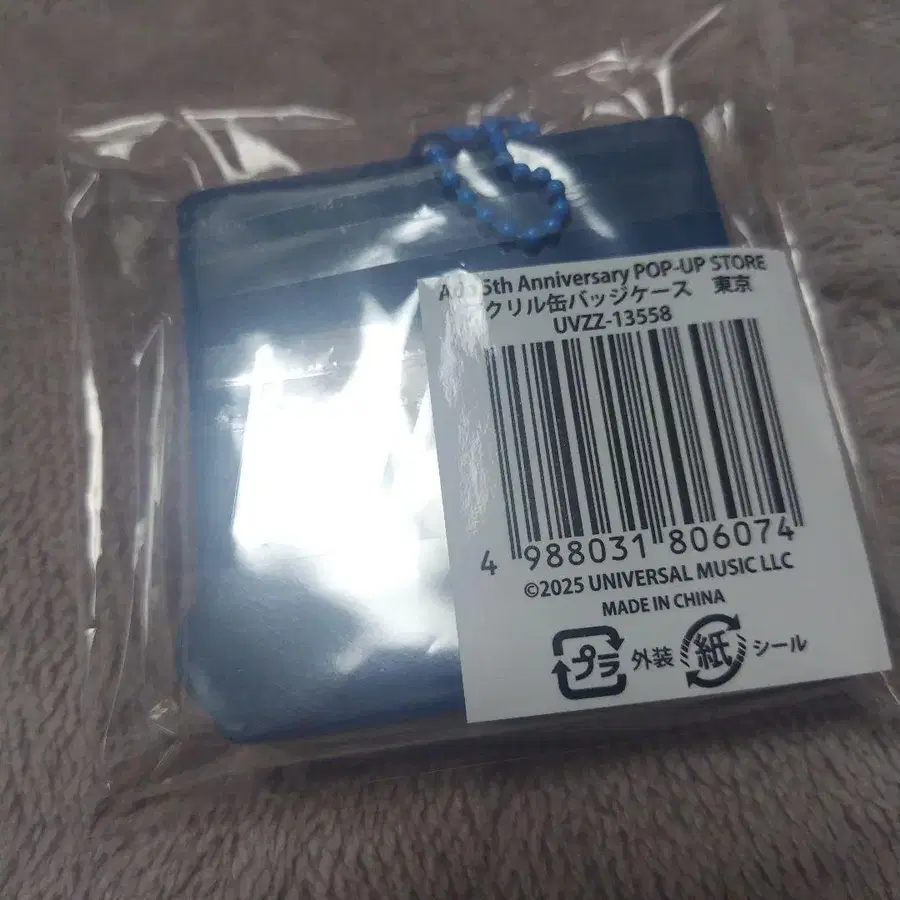 Ado 5th Anniversary POP-UP STORE
クリル缶バッジケース 東京
UVZZ-13558
4 988031 806074
©2025 UNIVERSAL MUSIC LLC
MADE IN CHINA
プラ 外装 紙 シール